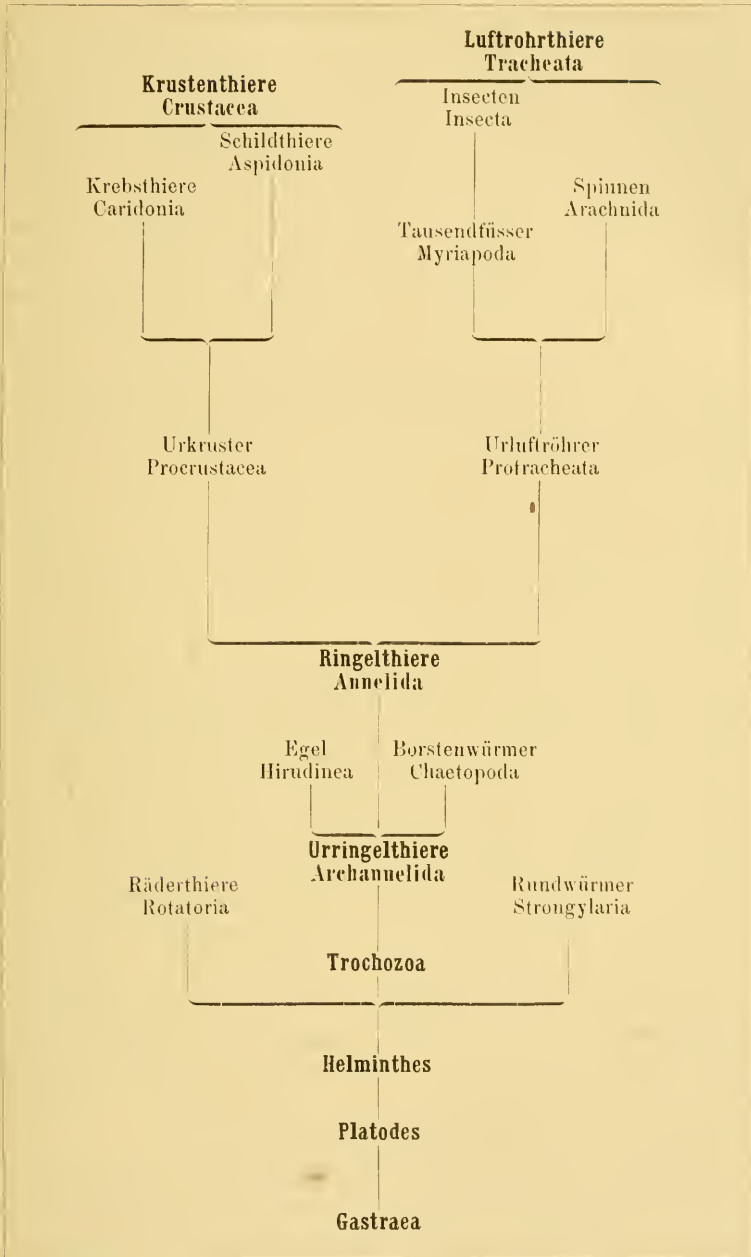 Luftrohrthiere
Tracheata
Krustenthiere
Crustacea
Insecten
Insecta
Schildthiere
Aspidonia
Krebsthiere
Caridonia
Spinnen
Arachnida
Tausendfüsser
Myriapoda
Urkruster
Procrustacea
Urluftröhrer
Protracheata
Ringelthiere
Annelida
Egel
Hirudinea
Borstenwürmer
Chaetopoda
Urringelthiere
Archannelida
Räderthiere
Rotatoria
Rundwürmer
Strongylaria
Trochozoa
Helminthes
Platodes
Gastraea